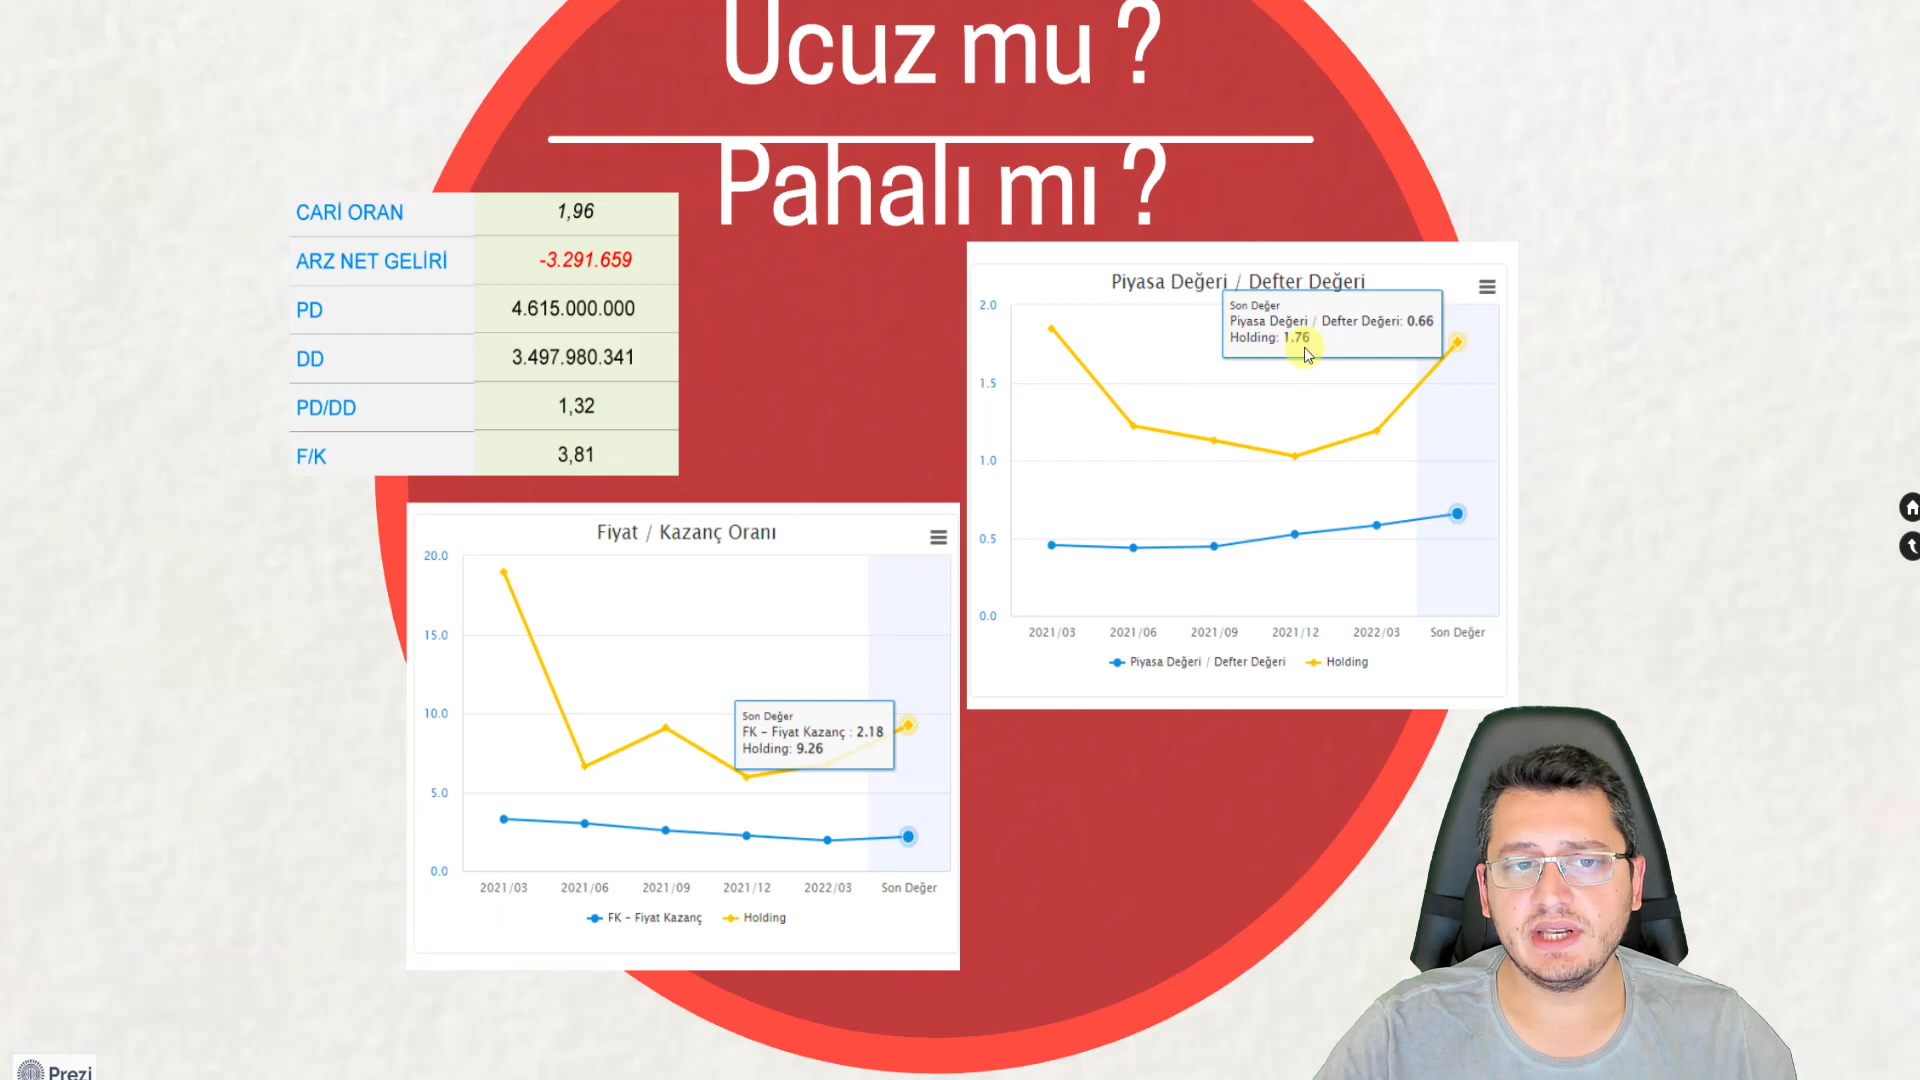 Ucuz mu ?
Pahalı mı ?
CARİ ORAN 1,96
ARZ NET GELİRİ -3.291.659
PD 4.615.000.000
DD 3.497.980.341
PD/DD 1,32
F/K 3,81
Piyasa Değeri / Defter Değeri
Son Değer
Piyasa Değeri / Defter Değeri: 0.66
Holding: 1.76
2.0
1.5
1.0
0.5
0.0
2021/03 2021/06 2021/09 2021/12 2022/03 Son Değer
Piyasa Değeri / Defter Değeri Holding
Fiyat / Kazanç Oranı
20.0
15.0
10.0
5.0
0.0
Son Değer
FK - Fiyat Kazanç : 2.18
Holding: 9.26
2021/03 2021/06 2021/09 2021/12 2022/03 Son Değer
FK - Fiyat Kazanç Holding
Prezi